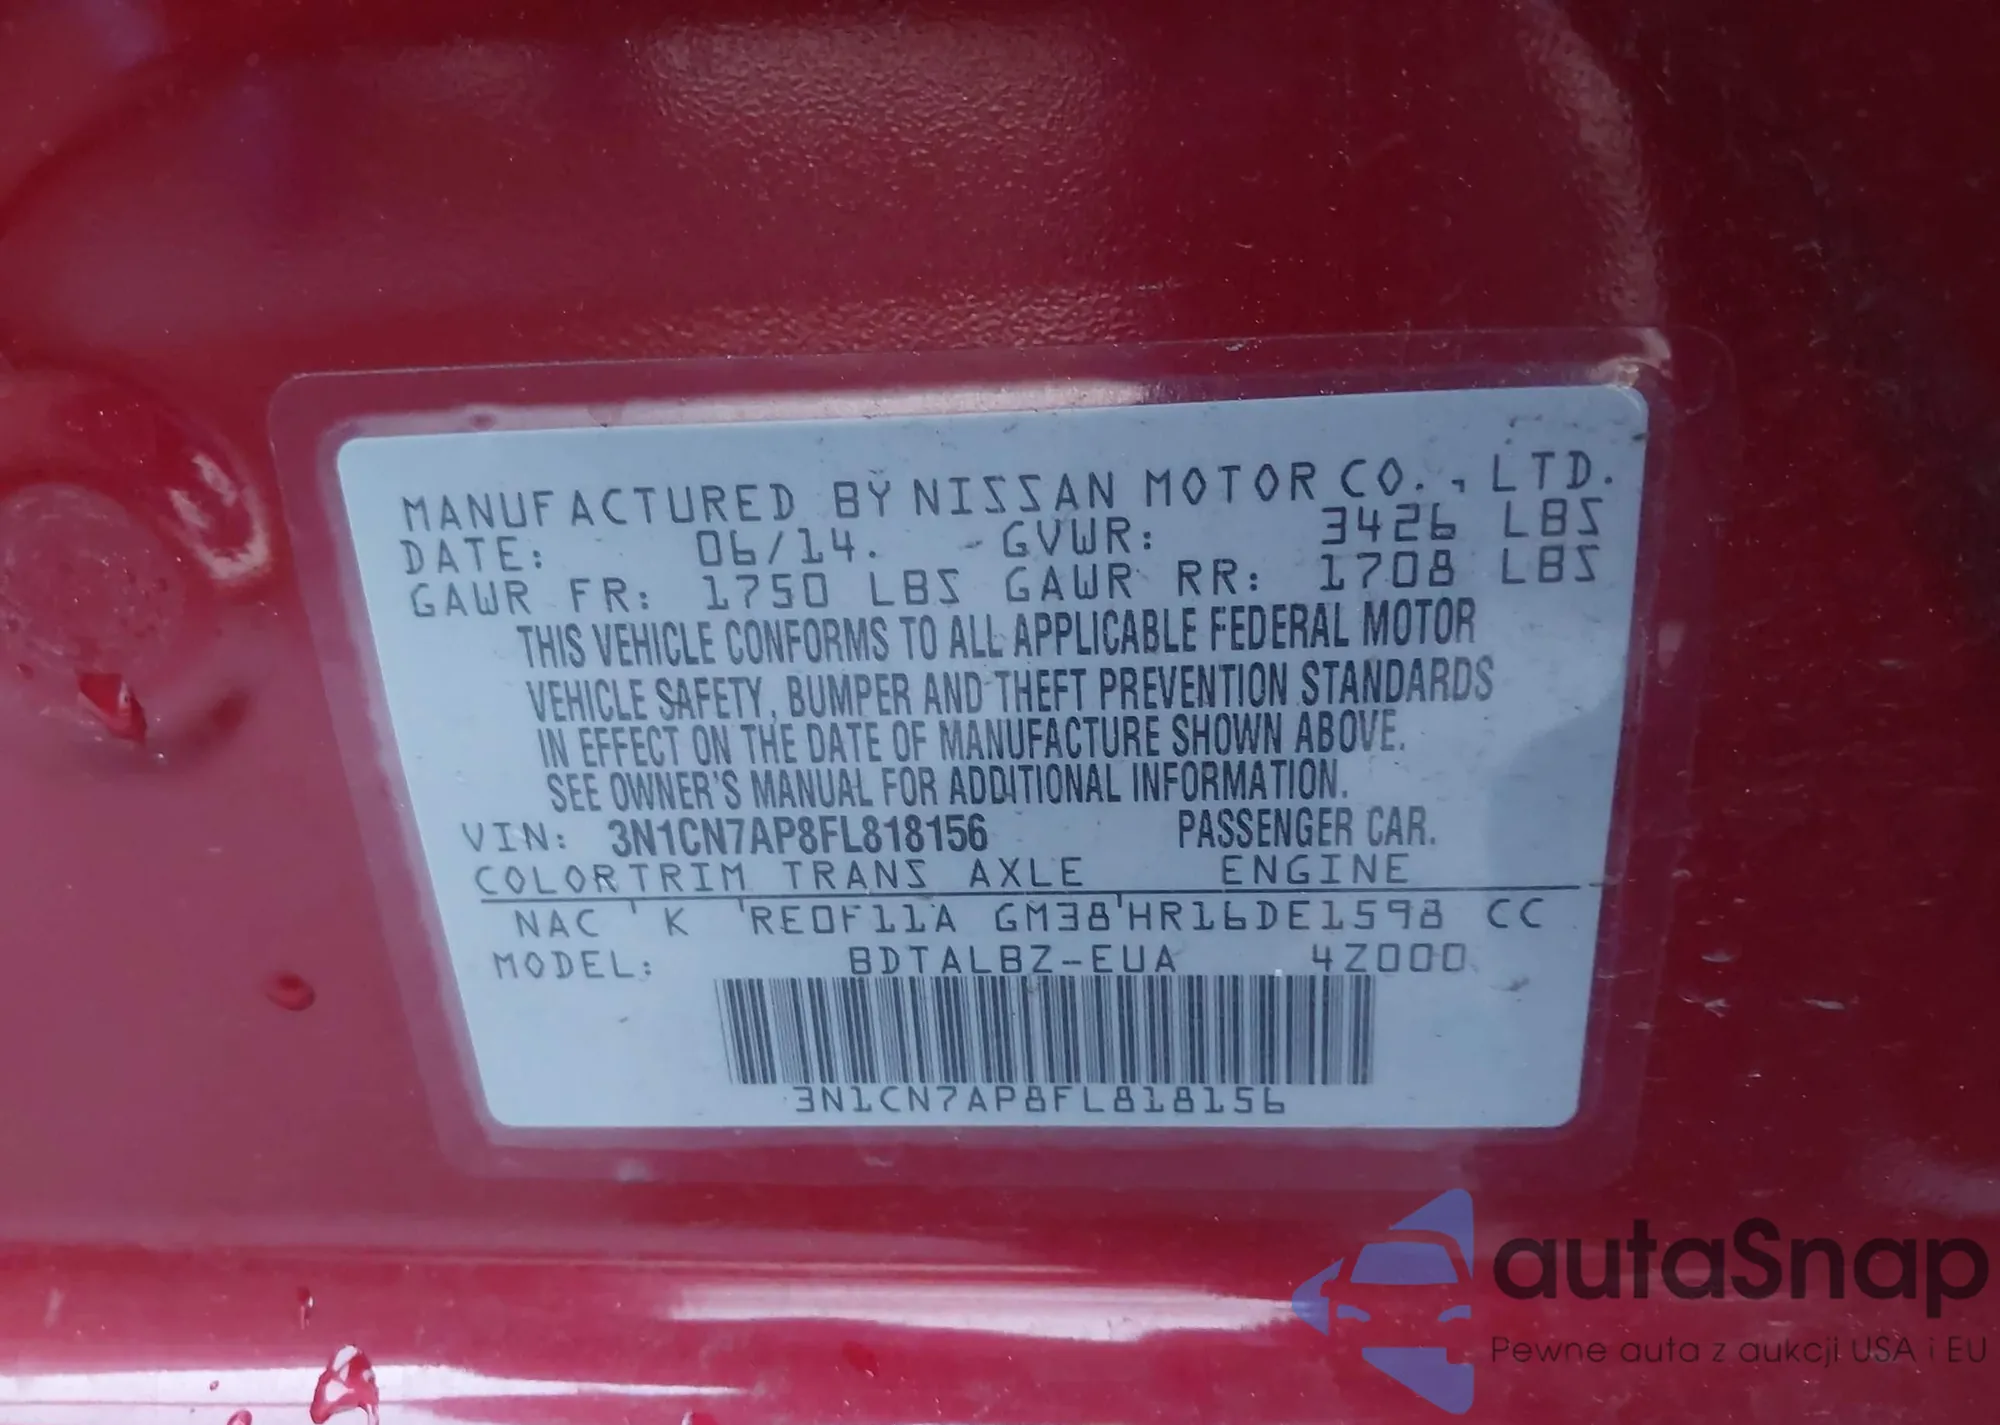 MANUFACTURED BY NISSAN MOTOR CO., LTD.
DATE: 06/14. GVWR: 3426 LBS
GAWR FR: 1750 LBS GAWR RR: 1708 LBS
THIS VEHICLE CONFORMS TO ALL APPLICABLE FEDERAL MOTOR
VEHICLE SAFETY, BUMPER AND THEFT PREVENTION STANDARDS
IN EFFECT ON THE DATE OF MANUFACTURE SHOWN ABOVE.
SEE OWNER'S MANUAL FOR ADDITIONAL INFORMATION.
VIN: 3N1CN7AP8FL818156 PASSENGER CAR.
COLOR TRIM TRANS AXLE ENGINE
NAC K RE0F11A GM38 HR16DE1598 CC
MODEL: BDTALBZ-EUA 4Z000
3N1CN7AP8FL818156
autaSnap
Pewne auta z aukcji USA i EU